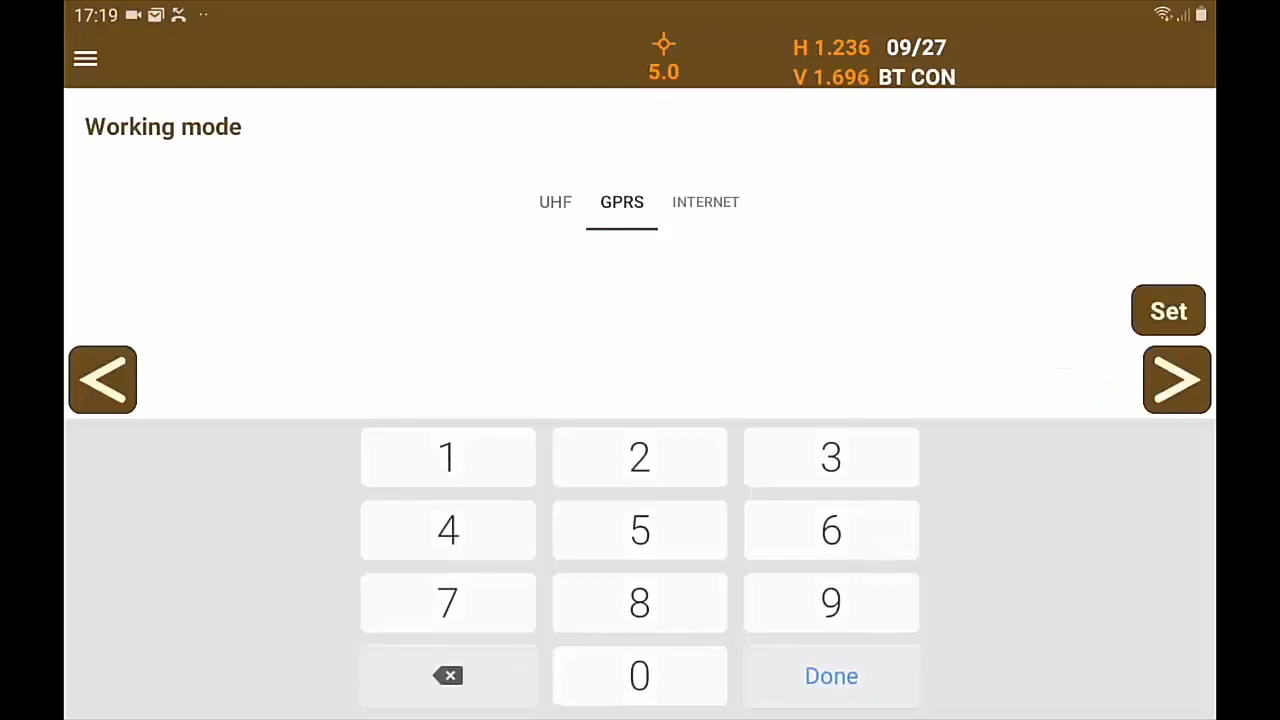 17:19
H 1.236 09/27
5.0
V 1.696 BT CON
Working mode
UHF GPRS INTERNET
Set
< >
1 2 3
4 5 6
7 8 9
0 Done